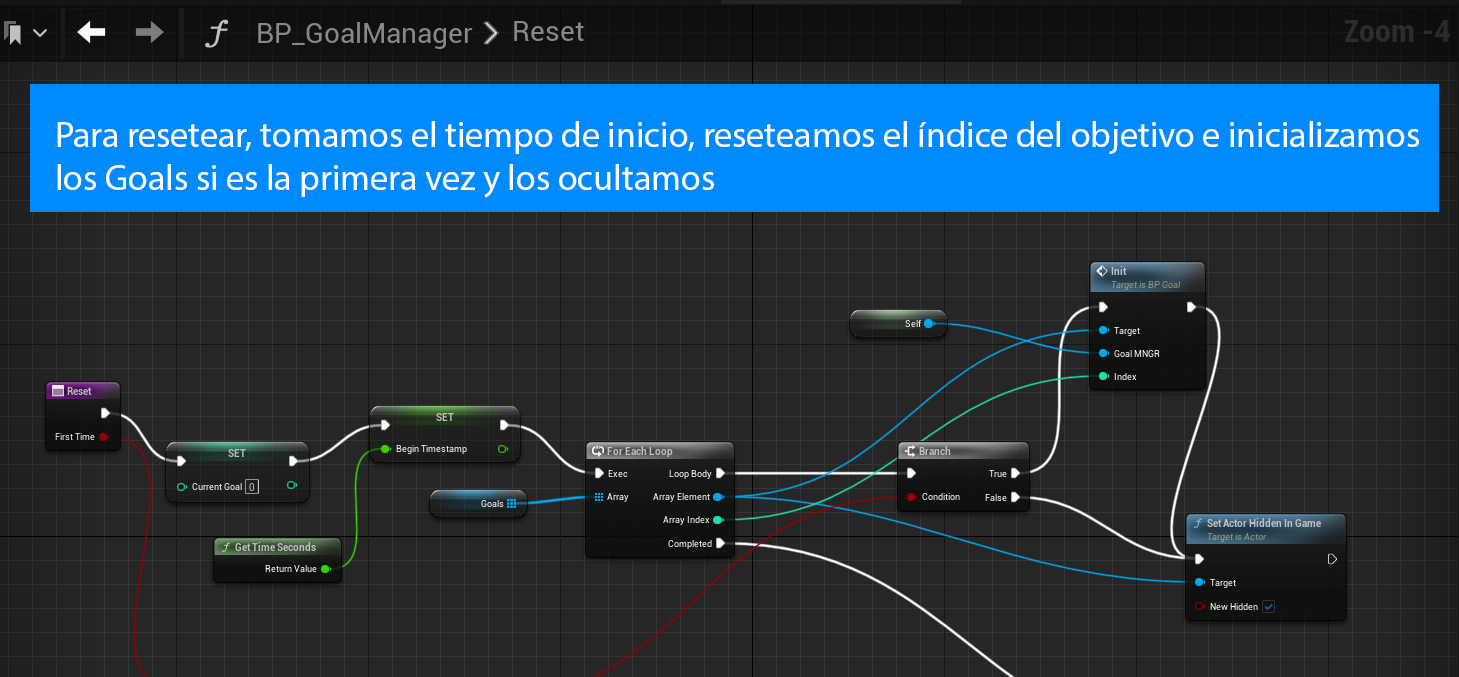 BP_GoalManager > Reset
Zoom -4
Para resetear, tomamos el tiempo de inicio, reseteamos el índice del objetivo e inicializamos
los Goals si es la primera vez y los ocultamos
Init
Target is BP Goal
Self
Target
Goal MNGR
Index
Reset
First Time
SET
Current Goal 0
SET
Begin Timestamp
Get Time Seconds
Return Value
Goals
For Each Loop
Exec Loop Body
Array Array Element
Array Index
Completed
Branch
True
Condition False
Set Actor Hidden In Game
Target is Actor
Target
New Hidden